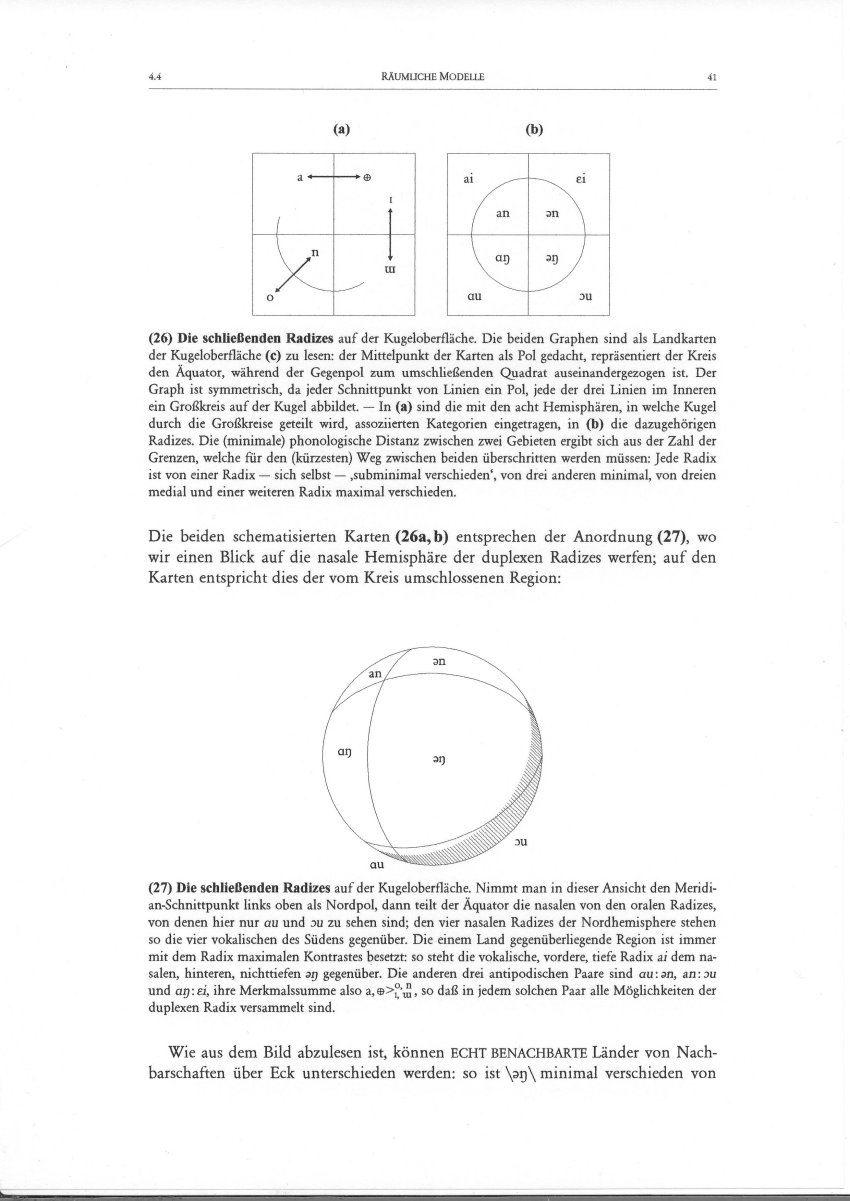 4.4 RÄUMLICHE MODELLE 41
(a) (b)
a ⊕
ɪ
n
ɯ
o
ai ɛi
an ən
ɑŋ əŋ
ɑu ɔu
(26) Die schließenden Radizes auf der Kugeloberfläche. Die beiden Graphen sind als Landkarten
der Kugeloberfläche (c) zu lesen: der Mittelpunkt der Karten als Pol gedacht, repräsentiert der Kreis
den Äquator, während der Gegenpol zum umschließenden Quadrat auseinandergezogen ist. Der
Graph ist symmetrisch, da jeder Schnittpunkt von Linien ein Pol, jede der drei Linien im Inneren
ein Großkreis auf der Kugel abbildet. — In (a) sind die mit den acht Hemisphären, in welche Kugel
durch die Großkreise geteilt wird, assoziierten Kategorien eingetragen, in (b) die dazugehörigen
Radizes. Die (minimale) phonologische Distanz zwischen zwei Gebieten ergibt sich aus der Zahl der
Grenzen, welche für den (kürzesten) Weg zwischen beiden überschritten werden müssen: Jede Radix
ist von einer Radix — sich selbst — ‚subminimal verschieden‘, von drei anderen minimal, von dreien
medial und einer weiteren Radix maximal verschieden.
Die beiden schematisierten Karten (26a, b) entsprechen der Anordnung (27), wo
wir einen Blick auf die nasale Hemisphäre der duplexen Radizes werfen; auf den
Karten entspricht dies der vom Kreis umschlossenen Region:
ən
an
ɑŋ
əŋ
ɔu
ɑu
(27) Die schließenden Radizes auf der Kugeloberfläche. Nimmt man in dieser Ansicht den Meridi-
an-Schnittpunkt links oben als Nordpol, dann teilt der Äquator die nasalen von den oralen Radizes,
von denen hier nur ɑu und ɔu zu sehen sind; den vier nasalen Radizes der Nordhemisphere stehen
so die vier vokalischen des Südens gegenüber. Die einem Land gegenüberliegende Region ist immer
mit dem Radix maximalen Kontrastes besetzt: so steht die vokalische, vordere, tiefe Radix ai dem na-
salen, hinteren, nichttiefen əŋ gegenüber. Die anderen drei antipodischen Paare sind ɑu : ən, an : ɔu
und ɑŋ : ɛi, ihre Merkmalssumme also a, ⊕>o, n ɪ, ɯ, so daß in jedem solchen Paar alle Möglichkeiten der
duplexen Radix versammelt sind.
Wie aus dem Bild abzulesen ist, können ECHT BENACHBARTE Länder von Nach-
barschaften über Eck unterschieden werden: so ist \əŋ\ minimal verschieden von